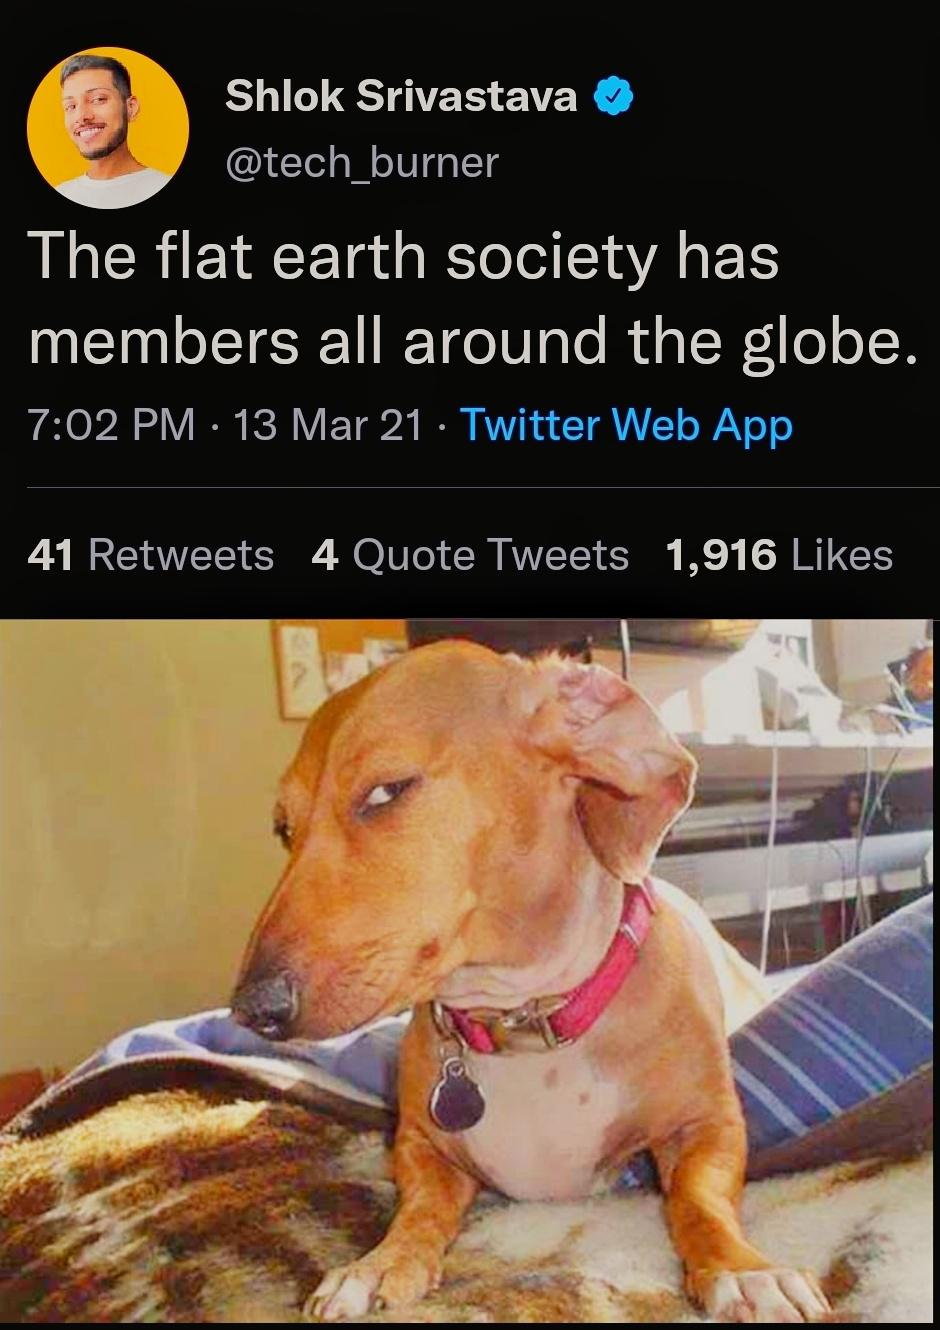 Shlok Srivastava
@tech_burner
The flat earth society has
members all around the globe.
7:02 PM · 13 Mar 21 · Twitter Web App
41 Retweets 4 Quote Tweets 1,916 Likes